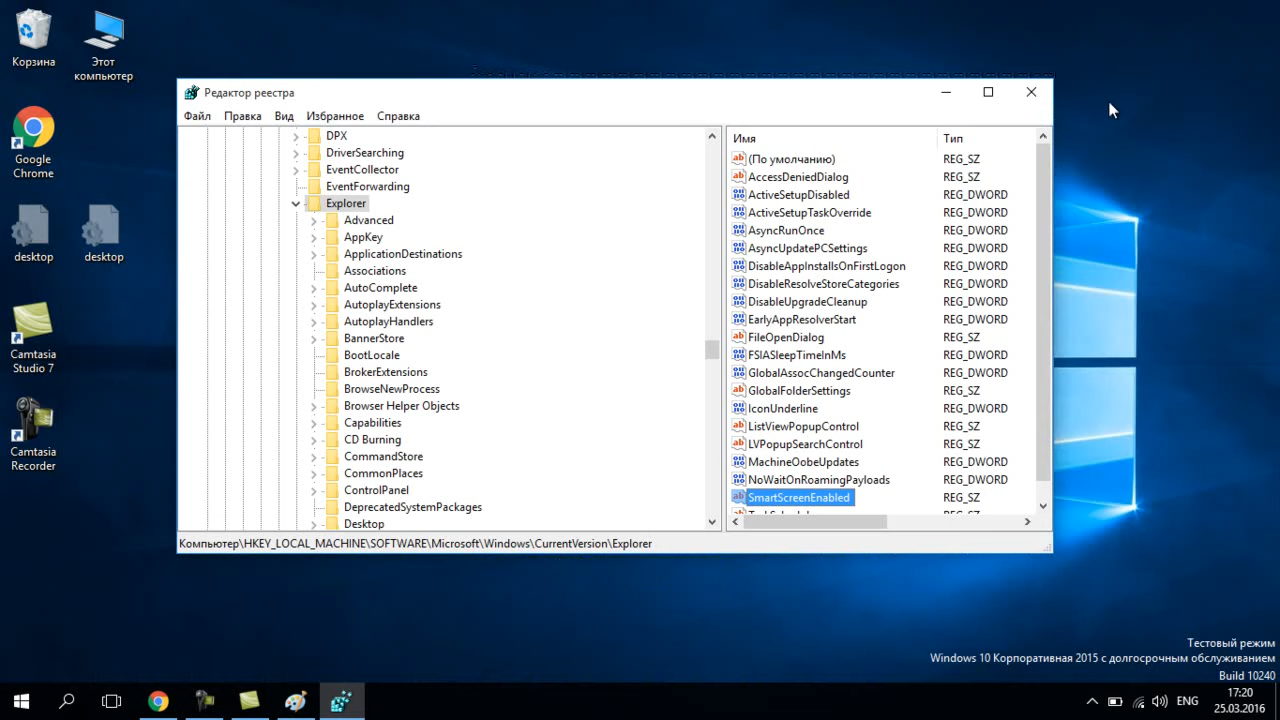 Корзина
Этот
компьютер
Google
Chrome
desktop
desktop
Camtasia
Studio 7
Camtasia
Recorder
Редактор реестра
Файл Правка Вид Избранное Справка
DPX
DriverSearching
EventCollector
EventForwarding
Explorer
Advanced
AppKey
ApplicationDestinations
Associations
AutoComplete
AutoplayExtensions
AutoplayHandlers
BannerStore
BootLocale
BrokerExtensions
BrowseNewProcess
Browser Helper Objects
Capabilities
CD Burning
CommandStore
CommonPlaces
ControlPanel
DeprecatedSystemPackages
Desktop
Имя Тип
(По умолчанию) REG_SZ
AccessDeniedDialog REG_SZ
ActiveSetupDisabled REG_DWORD
ActiveSetupTaskOverride REG_DWORD
AsyncRunOnce REG_DWORD
AsyncUpdatePCSettings REG_DWORD
DisableAppInstallsOnFirstLogon REG_DWORD
DisableResolveStoreCategories REG_DWORD
DisableUpgradeCleanup REG_DWORD
EarlyAppResolverStart REG_DWORD
FileOpenDialog REG_SZ
FSIASleepTimeInMs REG_DWORD
GlobalAssocChangedCounter REG_DWORD
GlobalFolderSettings REG_SZ
IconUnderline REG_DWORD
ListViewPopupControl REG_SZ
LVPopupSearchControl REG_SZ
MachineOobeUpdates REG_DWORD
NoWaitOnRoamingPayloads REG_DWORD
SmartScreenEnabled REG_SZ
Компьютер\HKEY_LOCAL_MACHINE\SOFTWARE\Microsoft\Windows\CurrentVersion\Explorer
Тестовый режим
Windows 10 Корпоративная 2015 с долгосрочным обслуживанием
Build 10240
ENG
17:20
25.03.2016